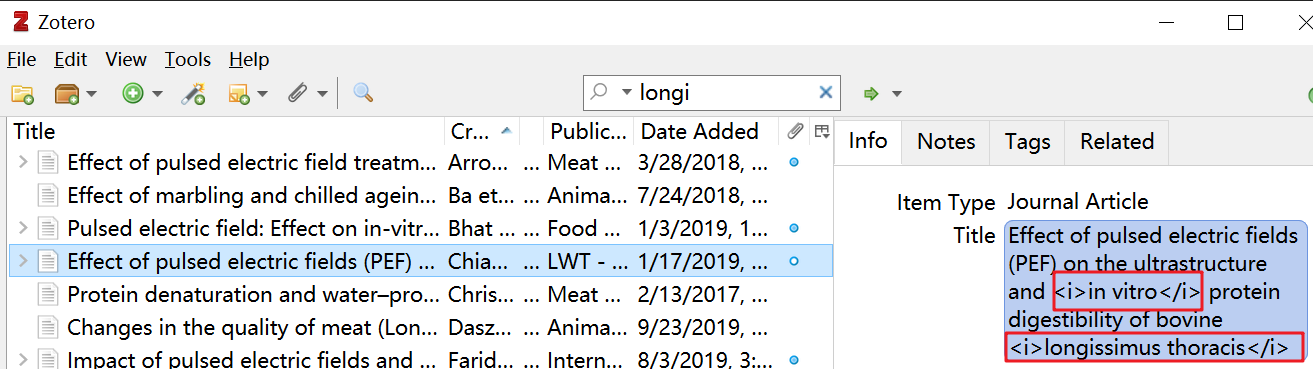 Zotero
File Edit View Tools Help
longi
Title Cr... Public... Date Added
Effect of pulsed electric field treatm... Arro... ... Meat ... 3/28/2018, ...
Effect of marbling and chilled agein... Ba et... ... Anima... 7/24/2018, ...
Pulsed electric field: Effect on in-vitr... Bhat ... ... Food ... 1/3/2019, 1...
Effect of pulsed electric fields (PEF) ... Chia... ... LWT - ... 1/17/2019, ...
Protein denaturation and water–pro... Chris... ... Meat ... 2/13/2017, ...
Changes in the quality of meat (Lon... Dasz... ... Anima... 9/23/2019, ...
Impact of pulsed electric fields and ... Farid... ... Intern... 8/3/2019, 3:...
Info Notes Tags Related
Item Type Journal Article
Title Effect of pulsed electric fields
(PEF) on the ultrastructure
and <i>in vitro</i> protein
digestibility of bovine
<i>longissimus thoracis</i>